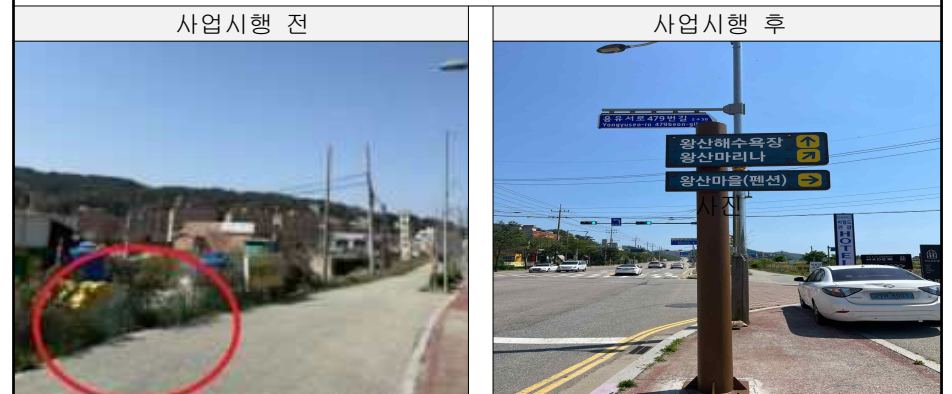 사업시행 전
사업시행 후
용유서로479번길
Yongyuseo-ro 479beon-gil
왕산해수욕장
왕산마리나
왕산마을(펜션)
사진
HOTEL